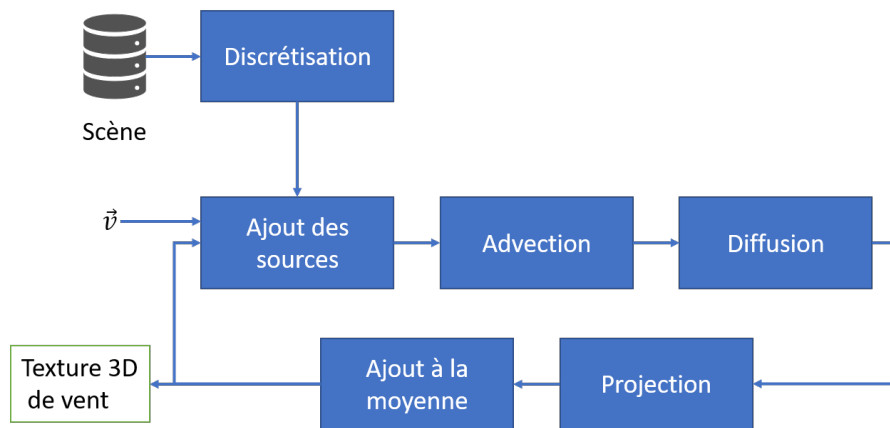 Discrétisation
Scène
v⃗
Ajout des
sources
Advection
Diffusion
Texture 3D
de vent
Ajout à la
moyenne
Projection